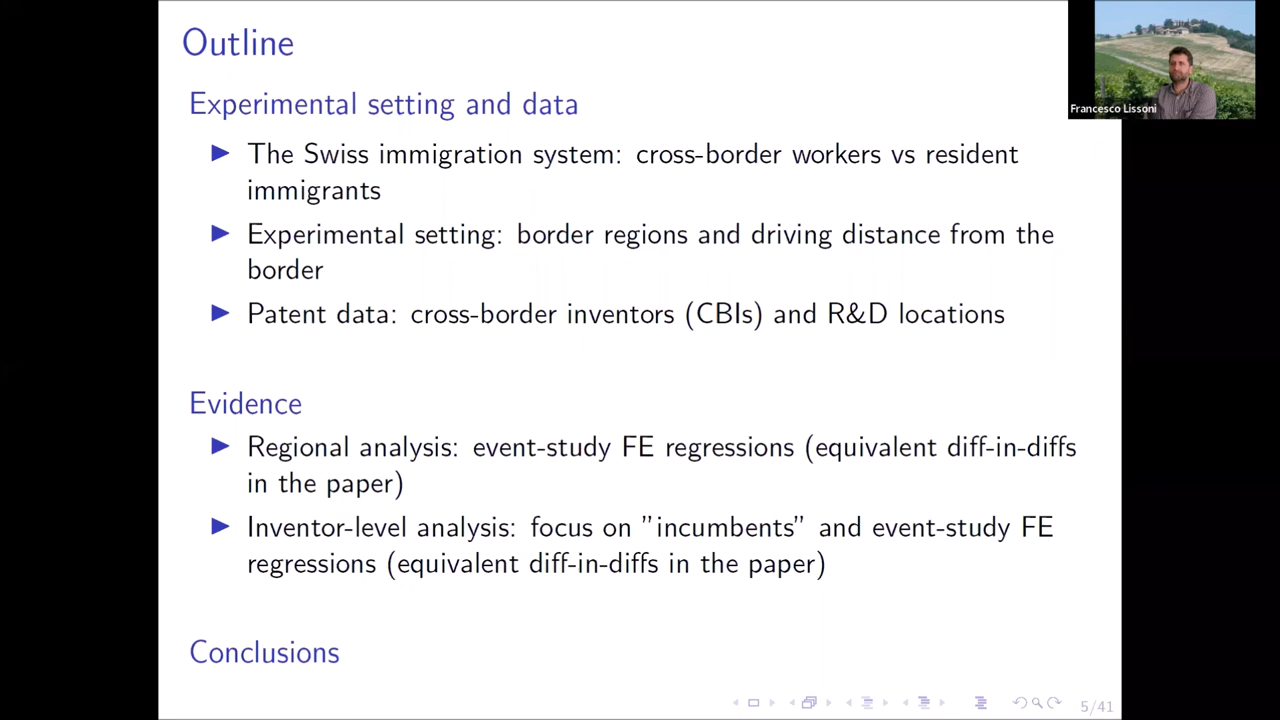 Outline
Francesco Lissoni
Experimental setting and data
The Swiss immigration system: cross-border workers vs resident
immigrants
Experimental setting: border regions and driving distance from the
border
Patent data: cross-border inventors (CBIs) and R&D locations
Evidence
Regional analysis: event-study FE regressions (equivalent diff-in-diffs
in the paper)
Inventor-level analysis: focus on ”incumbents” and event-study FE
regressions (equivalent diff-in-diffs in the paper)
Conclusions
5/41